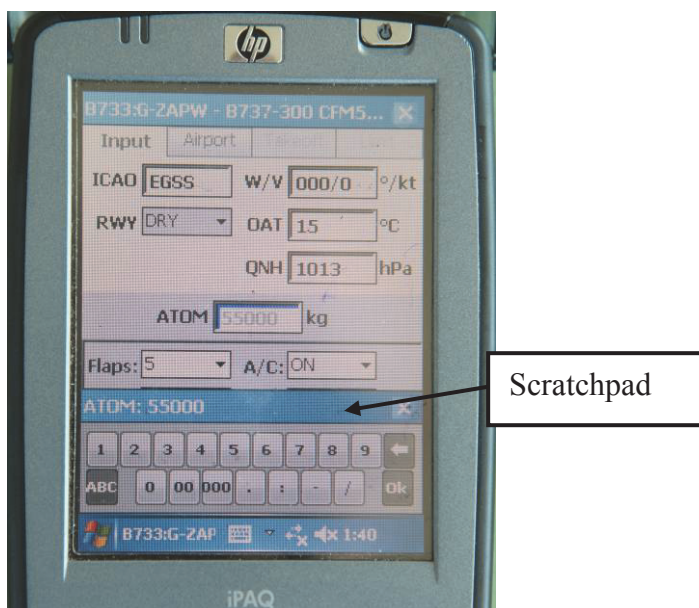 hp
B733:G-ZAPW - B737-300 CFM5...
Input Airport
ICAO EGSS W/V 000/0 °/kt
RWY DRY OAT 15 °C
QNH 1013 hPa
ATOM 55000 kg
Flaps: 5 A/C: ON
Scratchpad
ATOM: 55000
1 2 3 4 5 6 7 8 9
ABC 0 00 000 . : - / Ok
B733:G-ZAP 1:40
iPAQ